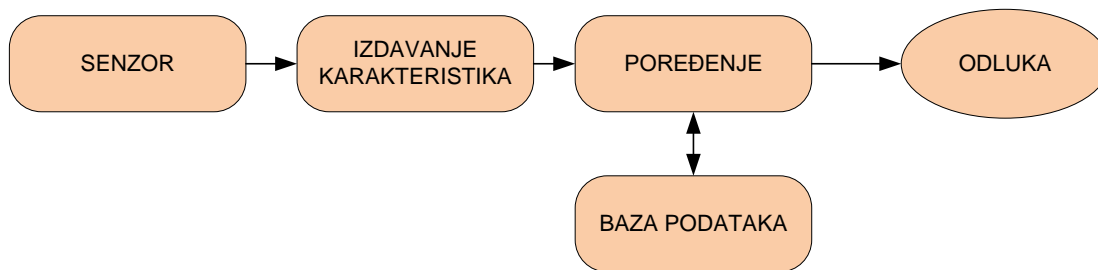 SENZOR
IZDAVANJE
KARAKTERISTIKA
POREĐENJE
ODLUKA
BAZA PODATAKA